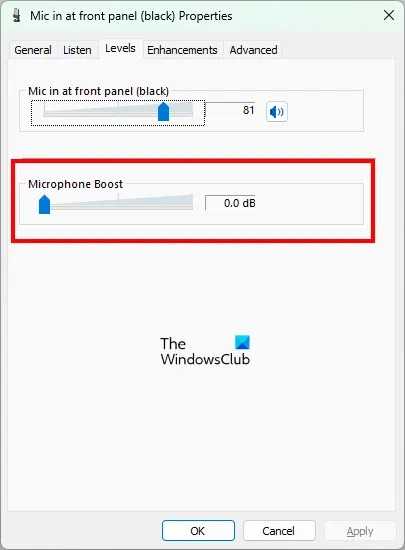 Mic in at front panel (black) Properties
General Listen Levels Enhancements Advanced
Mic in at front panel (black)
81
Microphone Boost
0.0 dB
The
WindowsClub
OK Cancel Apply